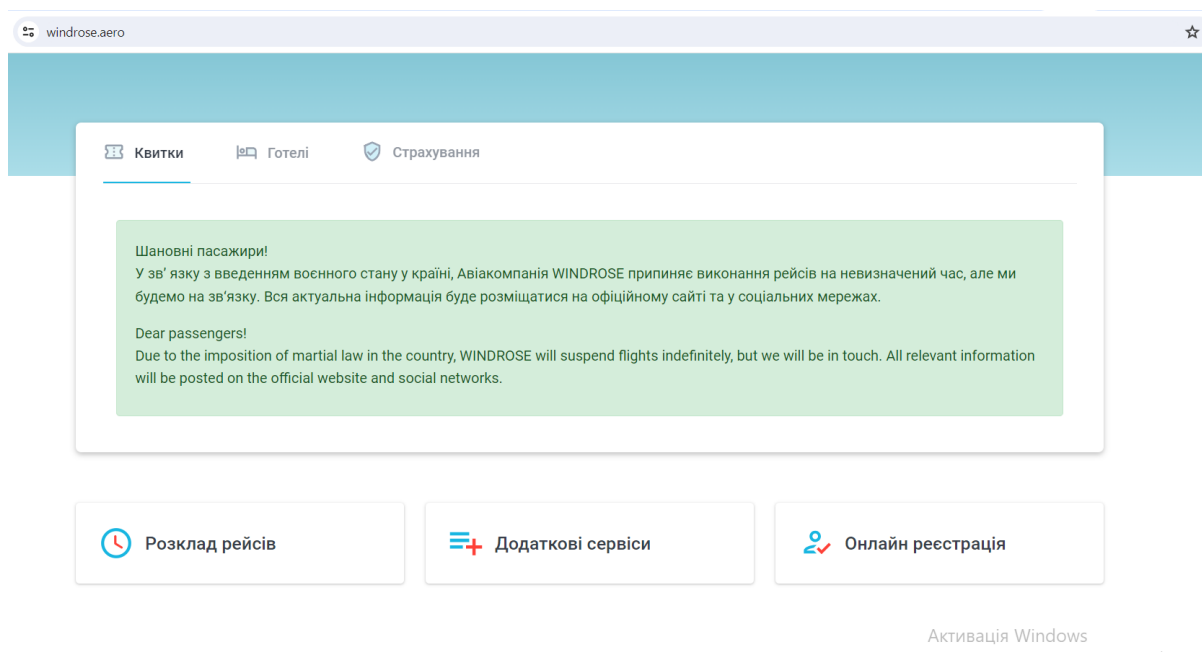 windrose.aero
Квитки
Готелі
Страхування
Шановні пасажири!
У зв’ язку з введенням воєнного стану у країні, Авіакомпанія WINDROSE припиняє виконання рейсів на невизначений час, але ми
будемо на зв’язку. Вся актуальна інформація буде розміщатися на офіційному сайті та у соціальних мережах.
Dear passengers!
Due to the imposition of martial law in the country, WINDROSE will suspend flights indefinitely, but we will be in touch. All relevant information
will be posted on the official website and social networks.
Розклад рейсів
Додаткові сервіси
Онлайн реєстрація
Активація Windows